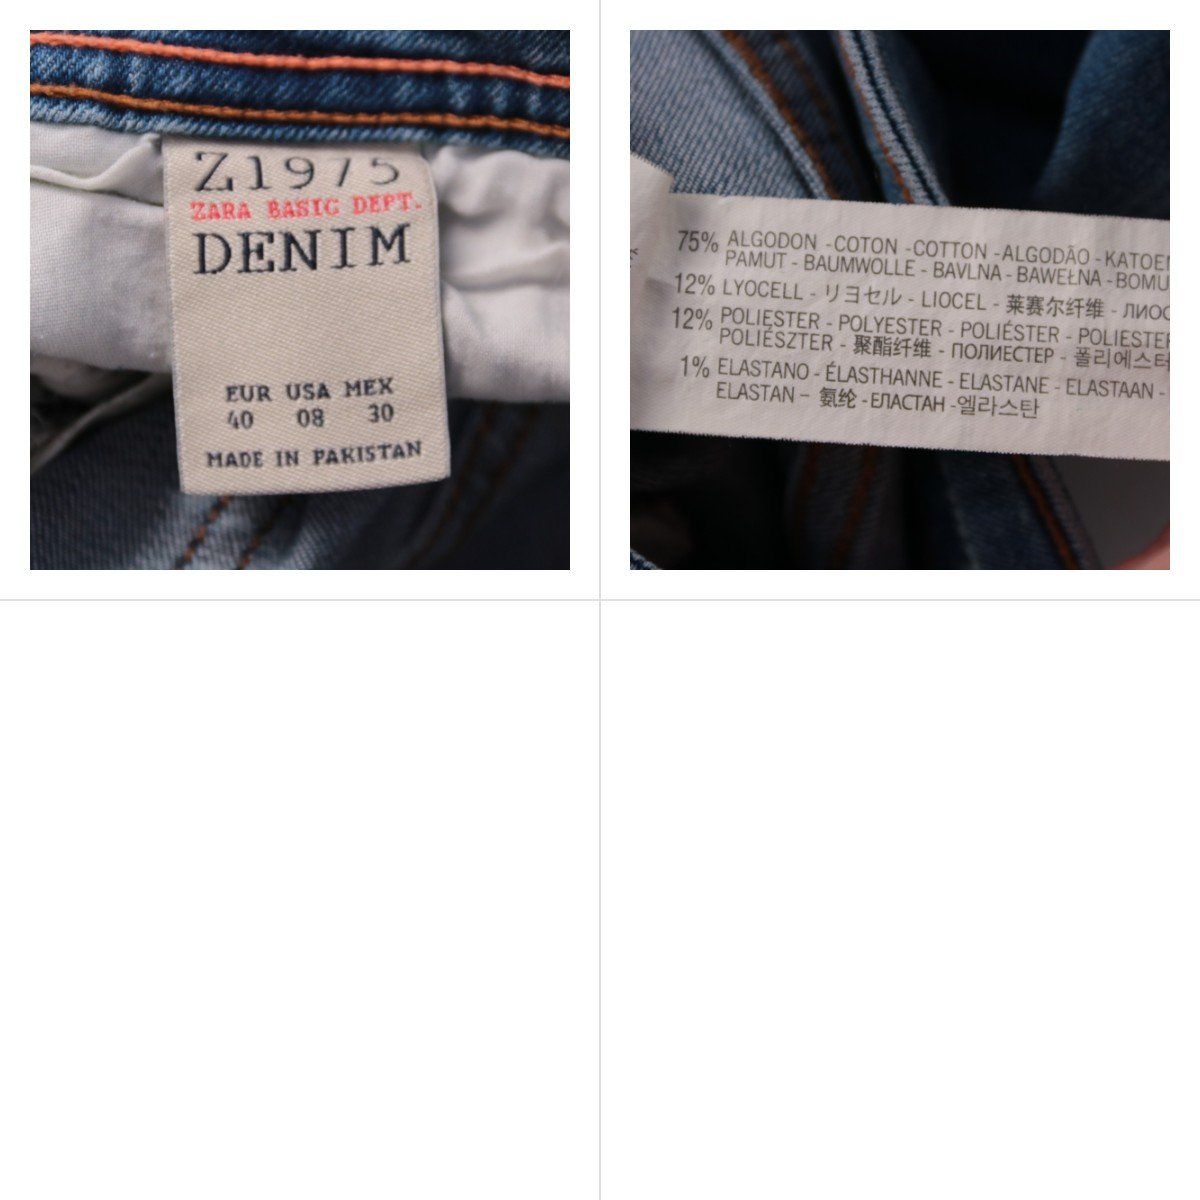 Z1975
ZARA BASIC DEPT.
DENIM
EUR USA MEX
40 08 30
MADE IN PAKISTAN
75% ALGODON -COTON -COTTON -ALGODÃO -KATOEN
PAMUT - BAUMWOLLE - BAVLNA - BAWEŁNA -BOMU
12% LYOCELL - リヨセル - LIOCEL - 莱赛尔纤维 - ЛИОС
12% POLIESTER - POLYESTER - POLIÉSTER - POLIESTER
POLIÉSZTER - 聚酯纤维 - ПОЛИЕСТЕР - 폴리에스터
1% ELASTANO - ÉLASTHANNE - ELASTANE - ELASTAAN -
ELASTAN - 氨纶 -ЕЛАСТАН -엘라스탄